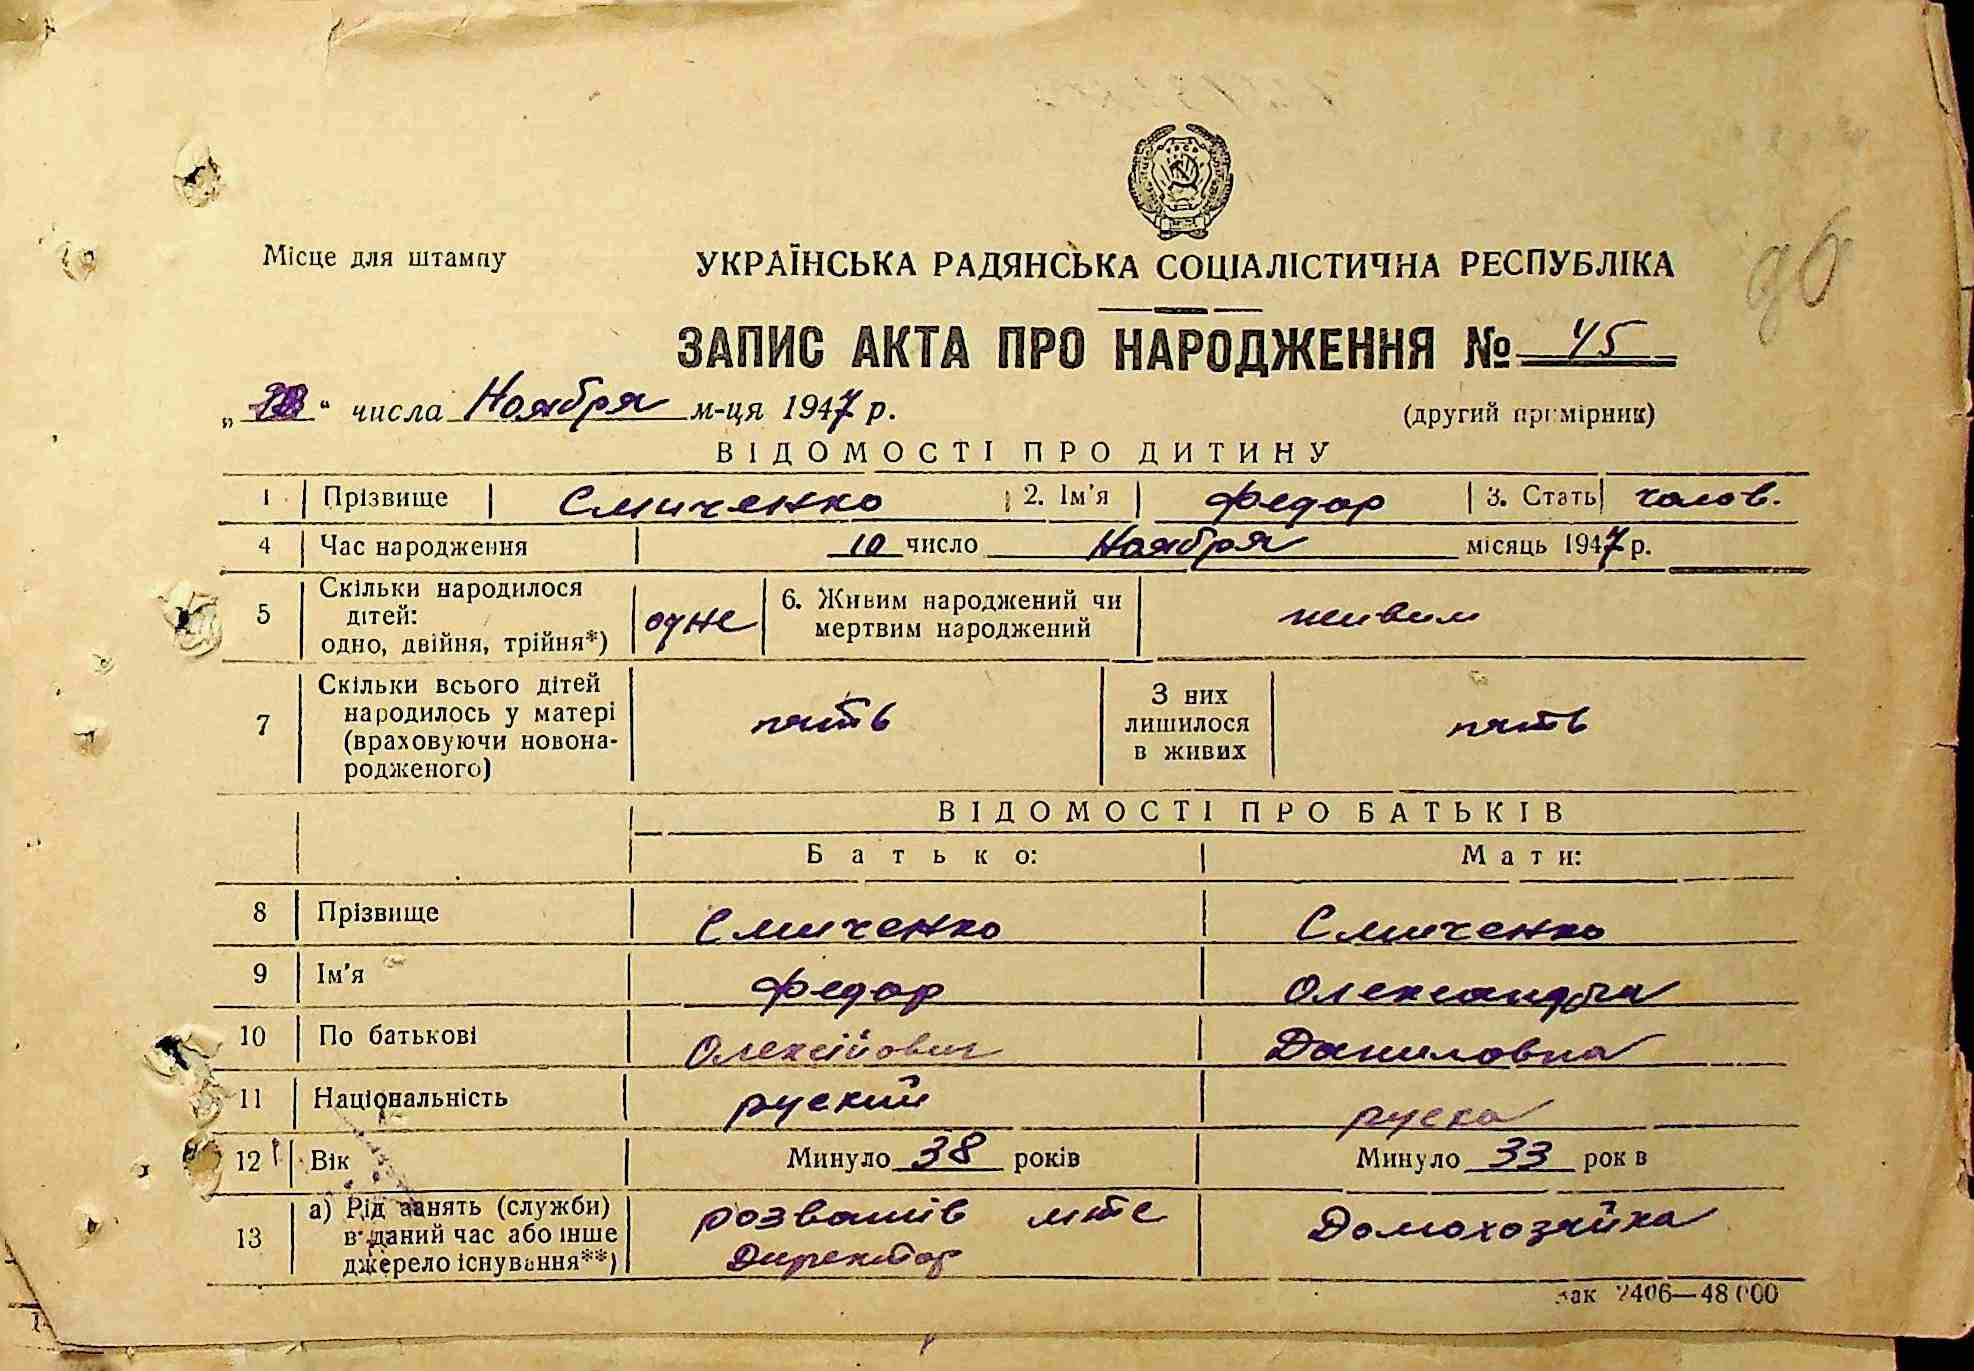 Місце для штампу
УКРАЇНСЬКА РАДЯНСЬКА СОЦІАЛІСТИЧНА РЕСПУБЛІКА
ЗАПИС АКТА ПРО НАРОДЖЕННЯ № 45
„ “ числа Ноября м-ця 1947 р. (другий примірник)
ВІДОМОСТІ ПРО ДИТИНУ
1 Прізвище Смиченко 2. Ім'я Федор 3. Стать чолов.
4 Час народження 10 число Ноября місяць 1947 р.
5 Скільки народилося дітей: одно, двійня, трійня*) одне 6. Живим народжений чи мертвим народжений живим
7 Скільки всього дітей народилось у матері (враховуючи новона-родженого) пять З них лишилося в живих пять
ВІДОМОСТІ ПРО БАТЬКІВ
Батько: Мати:
8 Прізвище Смиченко Смиченко
9 Ім'я Федор Олександра
10 По батькові Олексійович Даниловна
11 Національність руский руска
12 Вік Минуло 38 років Минуло 33 рок в
13 а) Рід занять (служби) в даний час або інше джерело існування**) розважів мтс Директор Домохозяйка
зак 2406—48 000